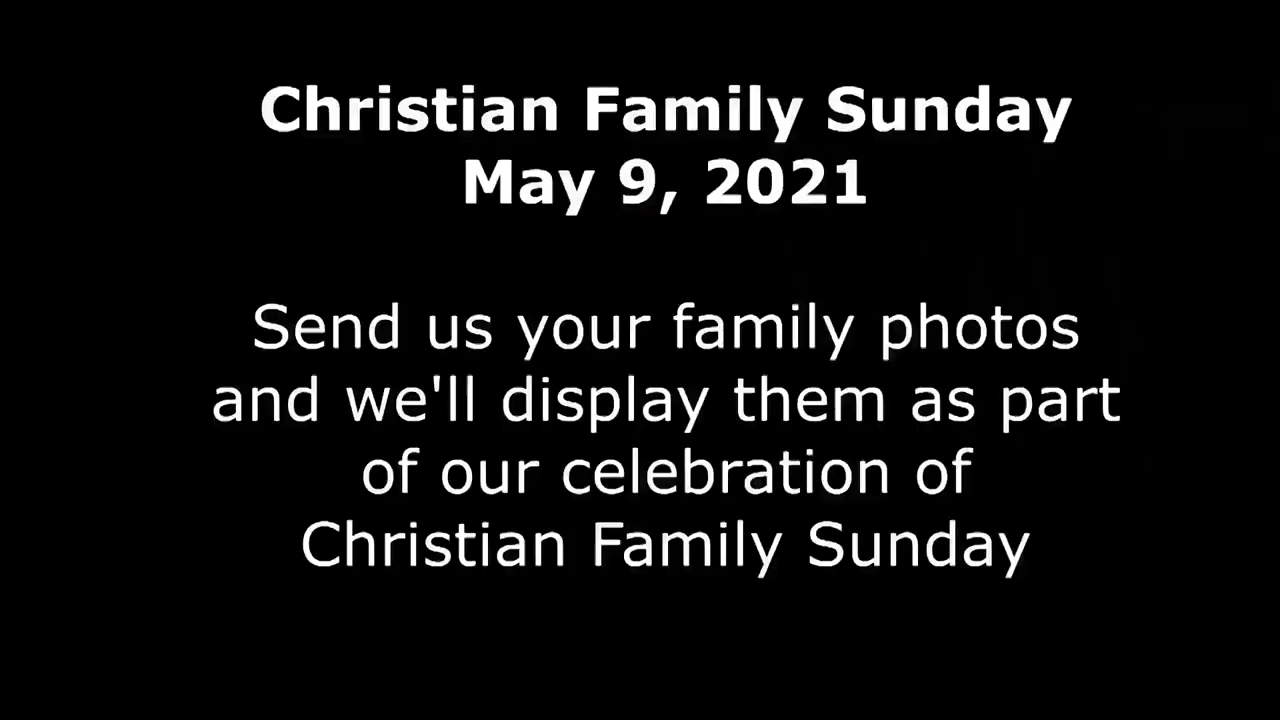 Christian Family Sunday
May 9, 2021
Send us your family photos
and we'll display them as part
of our celebration of
Christian Family Sunday